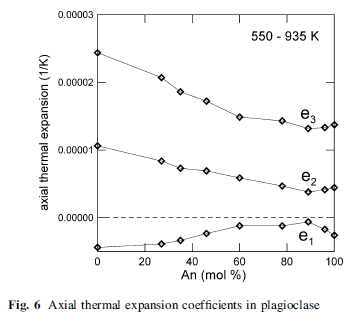 0.00003
550 - 935 K
0.00002
axial thermal expansion (1/K)
e3
0.00001
e2
0.00000
e1
0 20 40 60 80 100
An (mol %)
Fig. 6 Axial thermal expansion coefficients in plagioclase